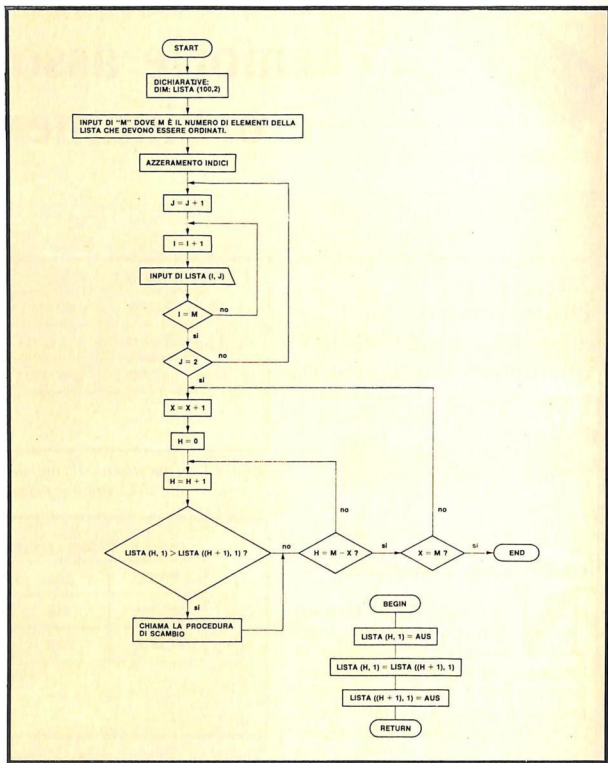 START
DICHIARATIVE:
DIM: LISTA (100,2)
INPUT DI "M" DOVE M È IL NUMERO DI ELEMENTI DELLA
LISTA CHE DEVONO ESSERE ORDINATI.
AZZERAMENTO INDICI
J = J + 1
I = I + 1
INPUT DI LISTA (I, J)
I = M
no
si
J = 2
no
si
X = X + 1
H = 0
H = H + 1
LISTA (H, 1) > LISTA ((H + 1), 1) ?
no
si
CHIAMA LA PROCEDURA
DI SCAMBIO
H = M − X ?
no
si
X = M ?
no
si
END
BEGIN
LISTA (H, 1) = AUS
LISTA (H, 1) = LISTA ((H + 1), 1)
LISTA ((H + 1), 1) = AUS
RETURN